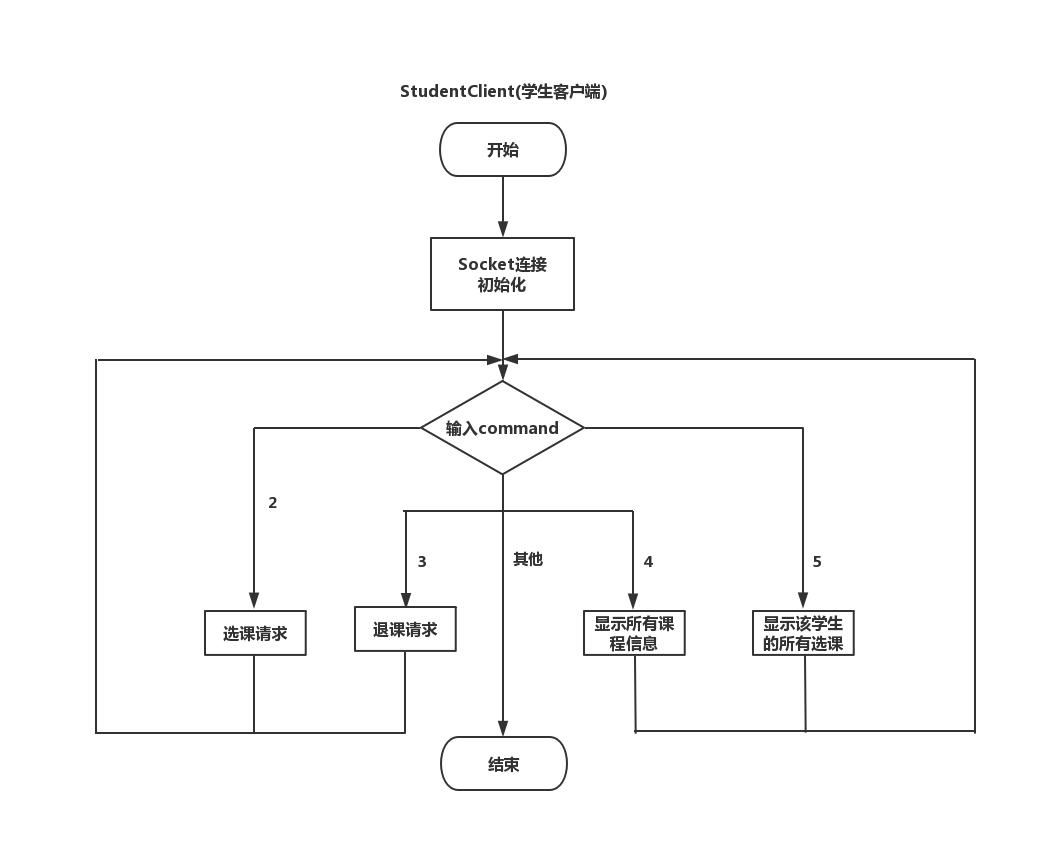 StudentClient(学生客户端)
开始
Socket连接
初始化
输入command
2
3
其他
4
5
选课请求
退课请求
显示所有课
程信息
显示该学生
的所有选课
结束